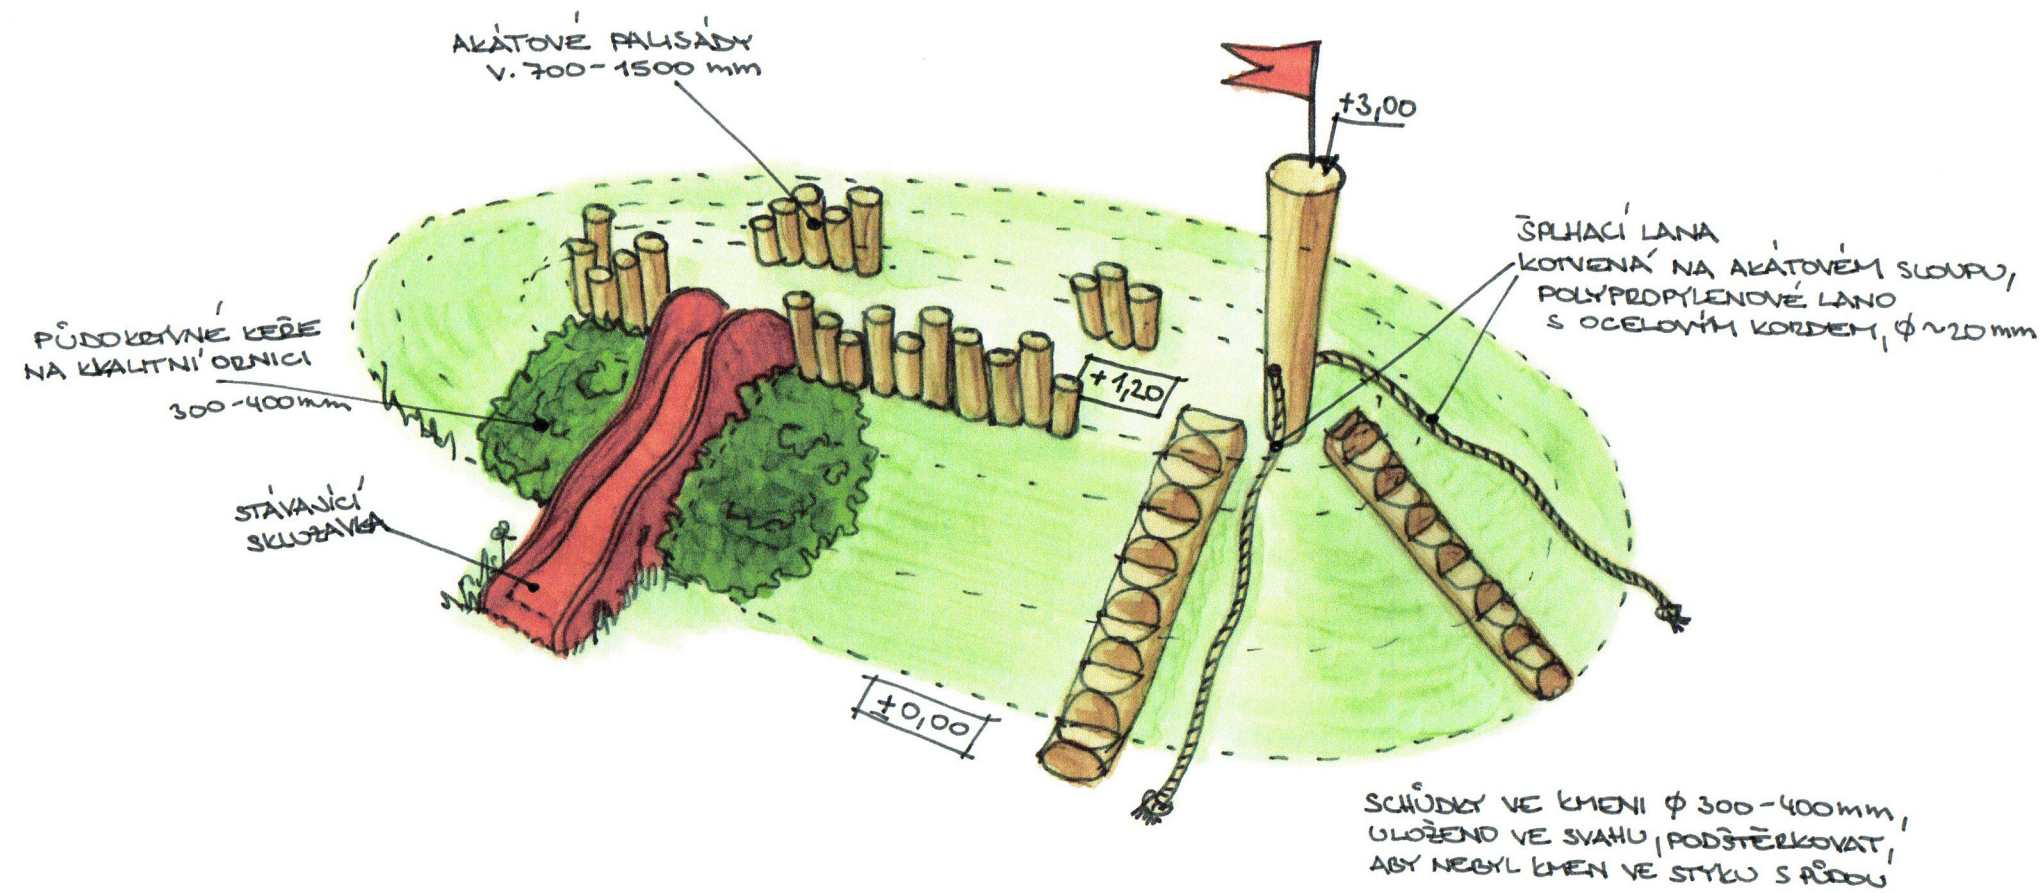 AKÁTOVÉ PALISÁDY
V. 700-1500 mm
+3,00
ŠPLHACÍ LANA
KOTVENÁ NA AKÁTOVÉM SLOUPU,
POLYPROPYLENOVÉ LANO
S OCELOVÝM KORDEM, Ø ~20 mm
PŮDOKRYVNÉ KEŘE
NA KVALITNÍ ORNICI
300-400mm
+1,20
STÁVAJÍCÍ
SKLUZAVKA
±0,00
SCHŮDKY VE KMENI Ø 300-400mm,
ULOŽENO VE SVAHU, PODŠTĚRKOVAT,
ABY NEBYL KMEN VE STYKU S PŮDOU